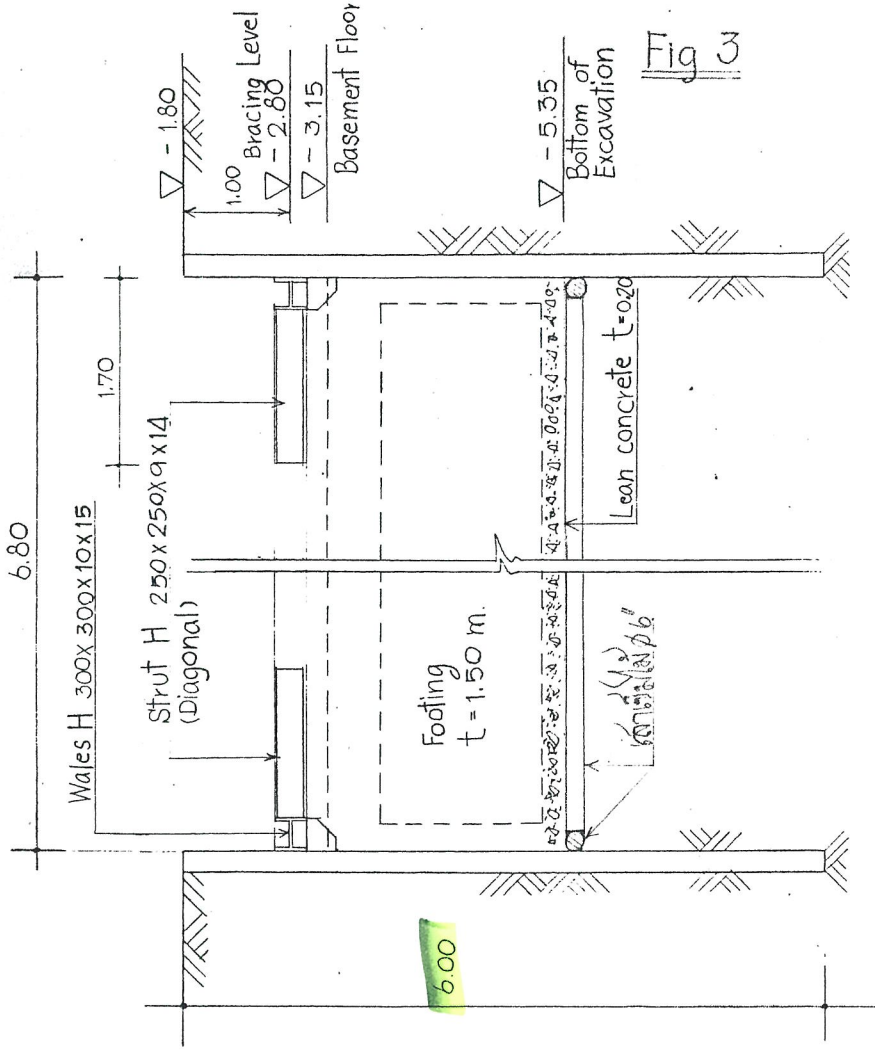 6.80
1.70
Wales H 300X300X10X15
Strut H 250X250X9X14
(Diagonal)
▽ - 1.80
1.00
Bracing Level
▽ - 2.80
▽ - 3.15
Basement Floor
6.00
Footing
t = 1.50 m.
▽ - 5.35
Bottom of
Excavation
Lean concrete t=0.20
Fig 3